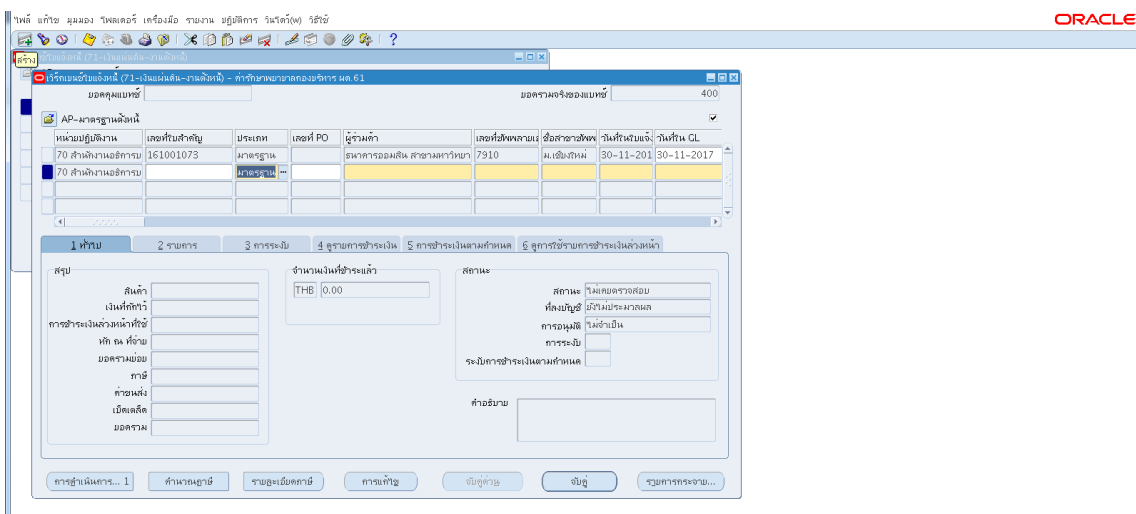 ไฟล์ แก้ไข มุมมอง โฟลเดอร์ เครื่องมือ รายงาน ปฏิบัติการ วินโดว์(w) วิธีใช้
ORACLE
สร้าง
เวิร์กเบนช์ใบแจ้งหนี้ (71-เงินแผ่นดิน-งานตั้งหนี้) - ค่ารักษาพยาบาลกองบริหาร ผด.61
ยอดคุมแบทช์ ยอดรวมจริงของแบทช์ 400
AP-มาตรฐานตั้งหนี้
หน่วยปฏิบัติงาน เลขที่ใบสำคัญ ประเภท เลขที่ PO ผู้ร่วมค้า เลขที่ซัพพลายเ ชื่อสาขาซัพพ วันที่ในใบแจ้ง วันที่ใน GL
70 สำนักงานอธิการบ 161001073 มาตรฐาน ธนาคารออมสิน สาขามหาวิทยา 7910 ม.เชียงใหม่ 30-11-201 30-11-2017
70 สำนักงานอธิการบ มาตรฐาน
1 ทั่วไป 2 รายการ 3 การระงับ 4 ดูรายการชำระเงิน 5 การชำระเงินตามกำหนด 6 ดูการใช้รายการชำระเงินล่วงหน้า
สรุป
สินค้า
เงินที่กักไว้
การชำระเงินล่วงหน้าที่ใช้
หัก ณ ที่จ่าย
ยอดรวมย่อย
ภาษี
ค่าขนส่ง
เบ็ดเตล็ด
ยอดรวม
จำนวนเงินที่ชำระแล้ว
THB 0.00
สถานะ
สถานะ ไม่เคยตรวจสอบ
ที่ลงบัญชี ยังไม่ประมวลผล
การอนุมัติ ไม่จำเป็น
การระงับ
ระงับการชำระเงินตามกำหนด
คำอธิบาย
การดำเนินการ... 1 คำนวณภาษี รายละเอียดภาษี การแก้ไข จับคู่ด้วย จับคู่ รายการกระจาย...